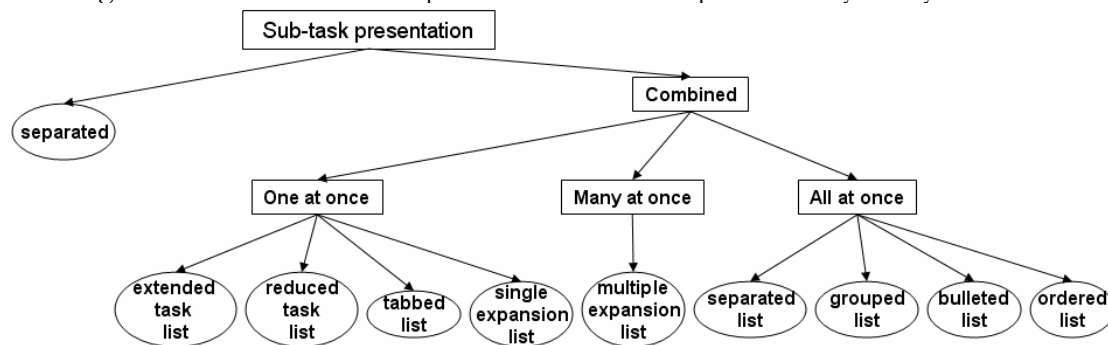 Sub-task presentation
Combined
separated
One at once
Many at once
All at once
extended
task
list
reduced
task
list
tabbed
list
single
expansion
list
multiple
expansion
list
separated
list
grouped
list
bulleted
list
ordered
list